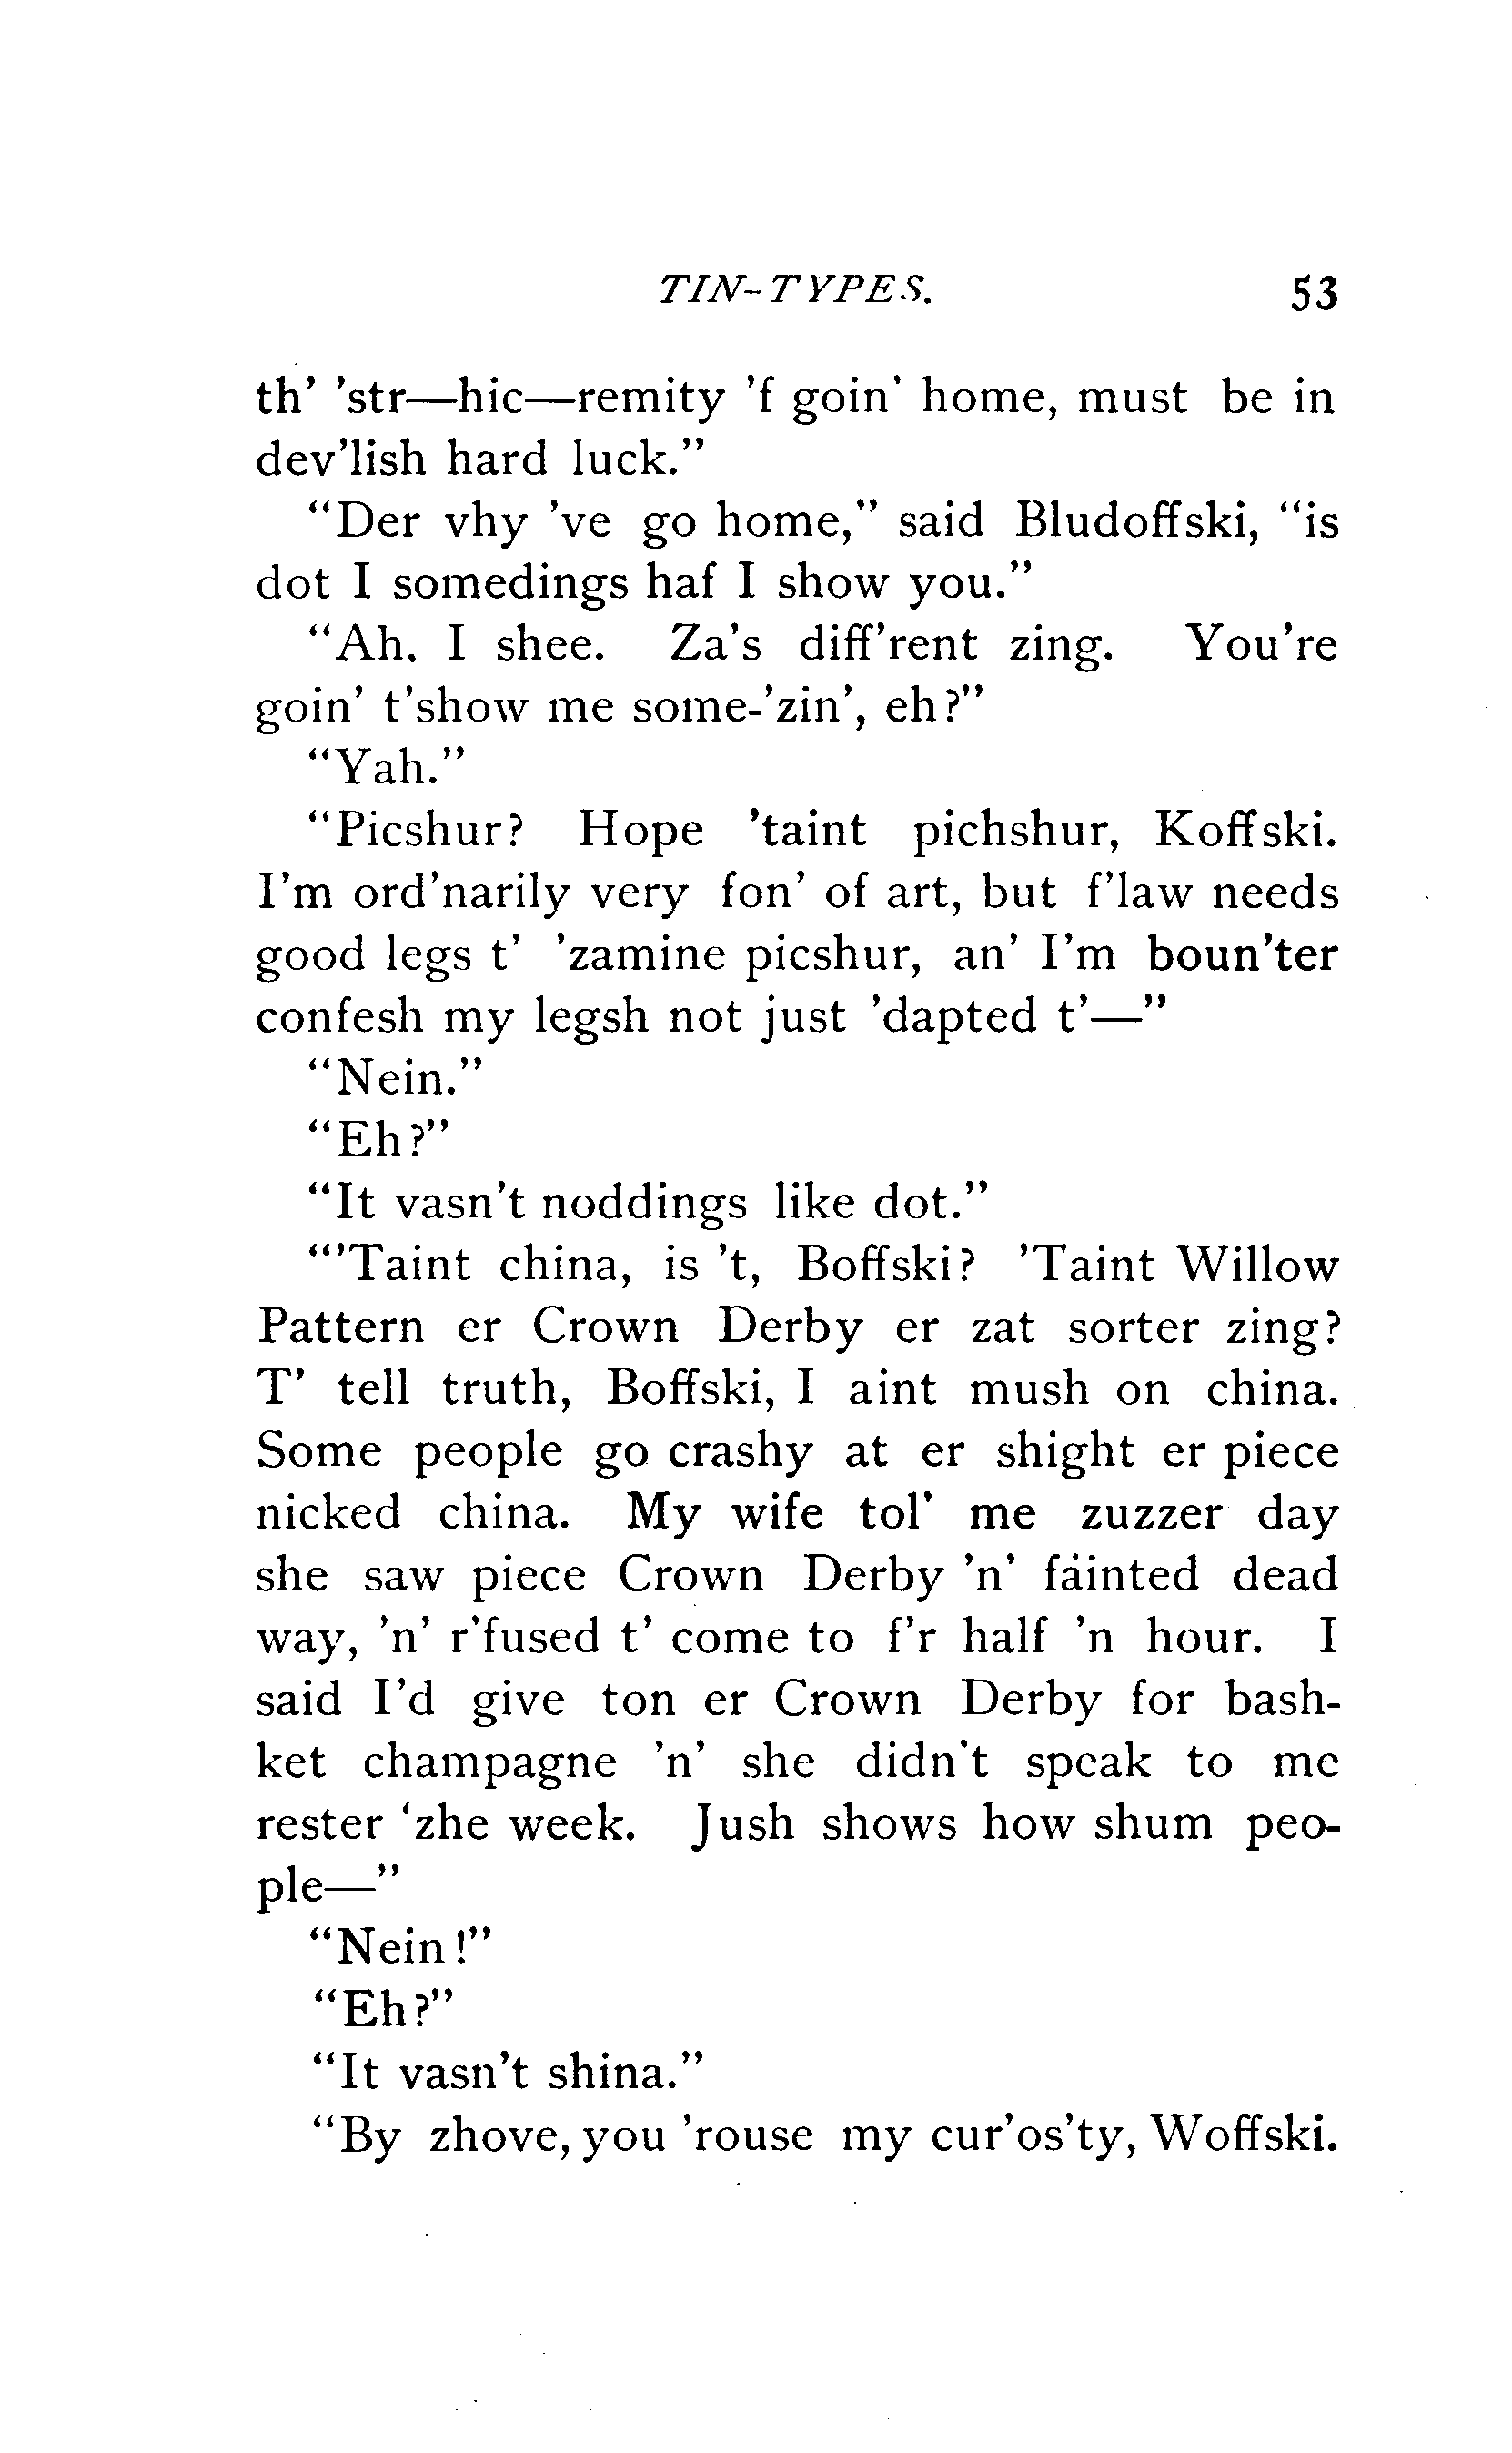 TIN-TYPES. 53
th' 'str—hic—remity 'f goin' home, must be in
dev'lish hard luck."
"Der vhy 've go home," said Bludoffski, "is
dot I somedings haf I show you."
"Ah. I shee. Za's diff'rent zing. You're
goin' t'show me some-'zin', eh?"
"Yah."
"Picshur? Hope 'taint pichshur, Koffski.
I'm ord'narily very fon' of art, but f'law needs
good legs t' 'zamine picshur, an' I'm boun'ter
confesh my legsh not just 'dapted t'—"
"Nein."
"Eh?"
"It vasn't noddings like dot."
"'Taint china, is 't, Boffski? 'Taint Willow
Pattern er Crown Derby er zat sorter zing?
T' tell truth, Boffski, I aint mush on china.
Some people go crashy at er shight er piece
nicked china. My wife tol' me zuzzer day
she saw piece Crown Derby 'n' fainted dead
way, 'n' r'fused t' come to f'r half 'n hour. I
said I'd give ton er Crown Derby for bash-
ket champagne 'n' she didn't speak to me
rester 'zhe week. Jush shows how shum peo-
ple—"
"Nein!"
"Eh?"
"It vasn't shina."
"By zhove, you 'rouse my cur'os'ty, Woffski.